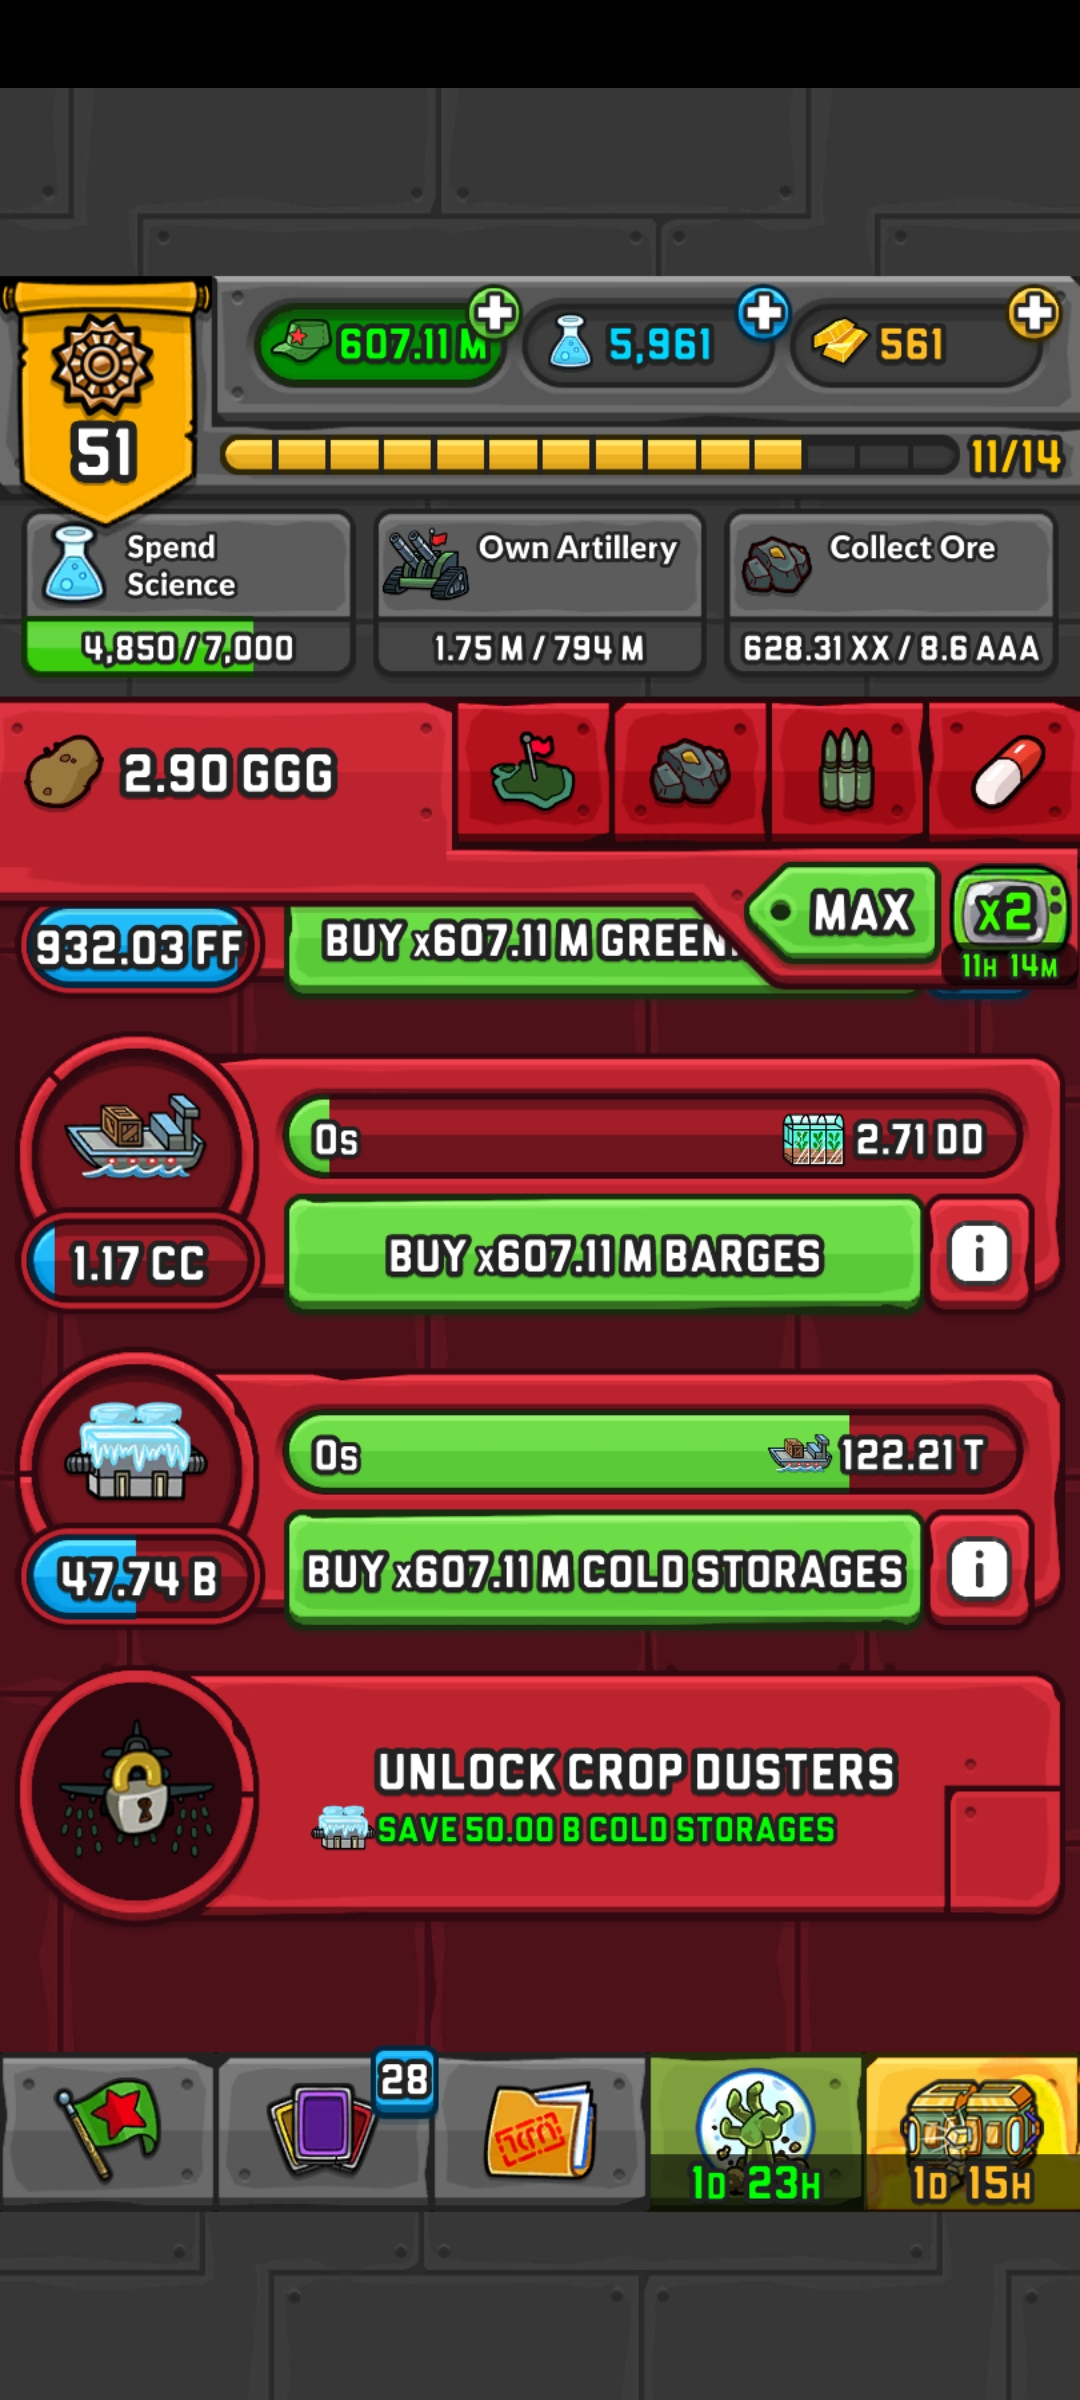 607.11 M
5,961
561
51
11/14
Spend
Science
Own Artillery
Collect Ore
4,850 / 7,000
1.75 M / 794 M
628.31 XX / 8.6 AAA
2.90 GGG
MAX
x2
11H 14M
932.03 FF
BUY x607.11 M GREEN
0s
2.71 DD
1.17 CC
BUY x607.11 M BARGES
i
0s
122.21 T
47.74 B
BUY x607.11 M COLD STORAGES
i
UNLOCK CROP DUSTERS
SAVE 50.00 B COLD STORAGES
28
1D 23H
1D 15H